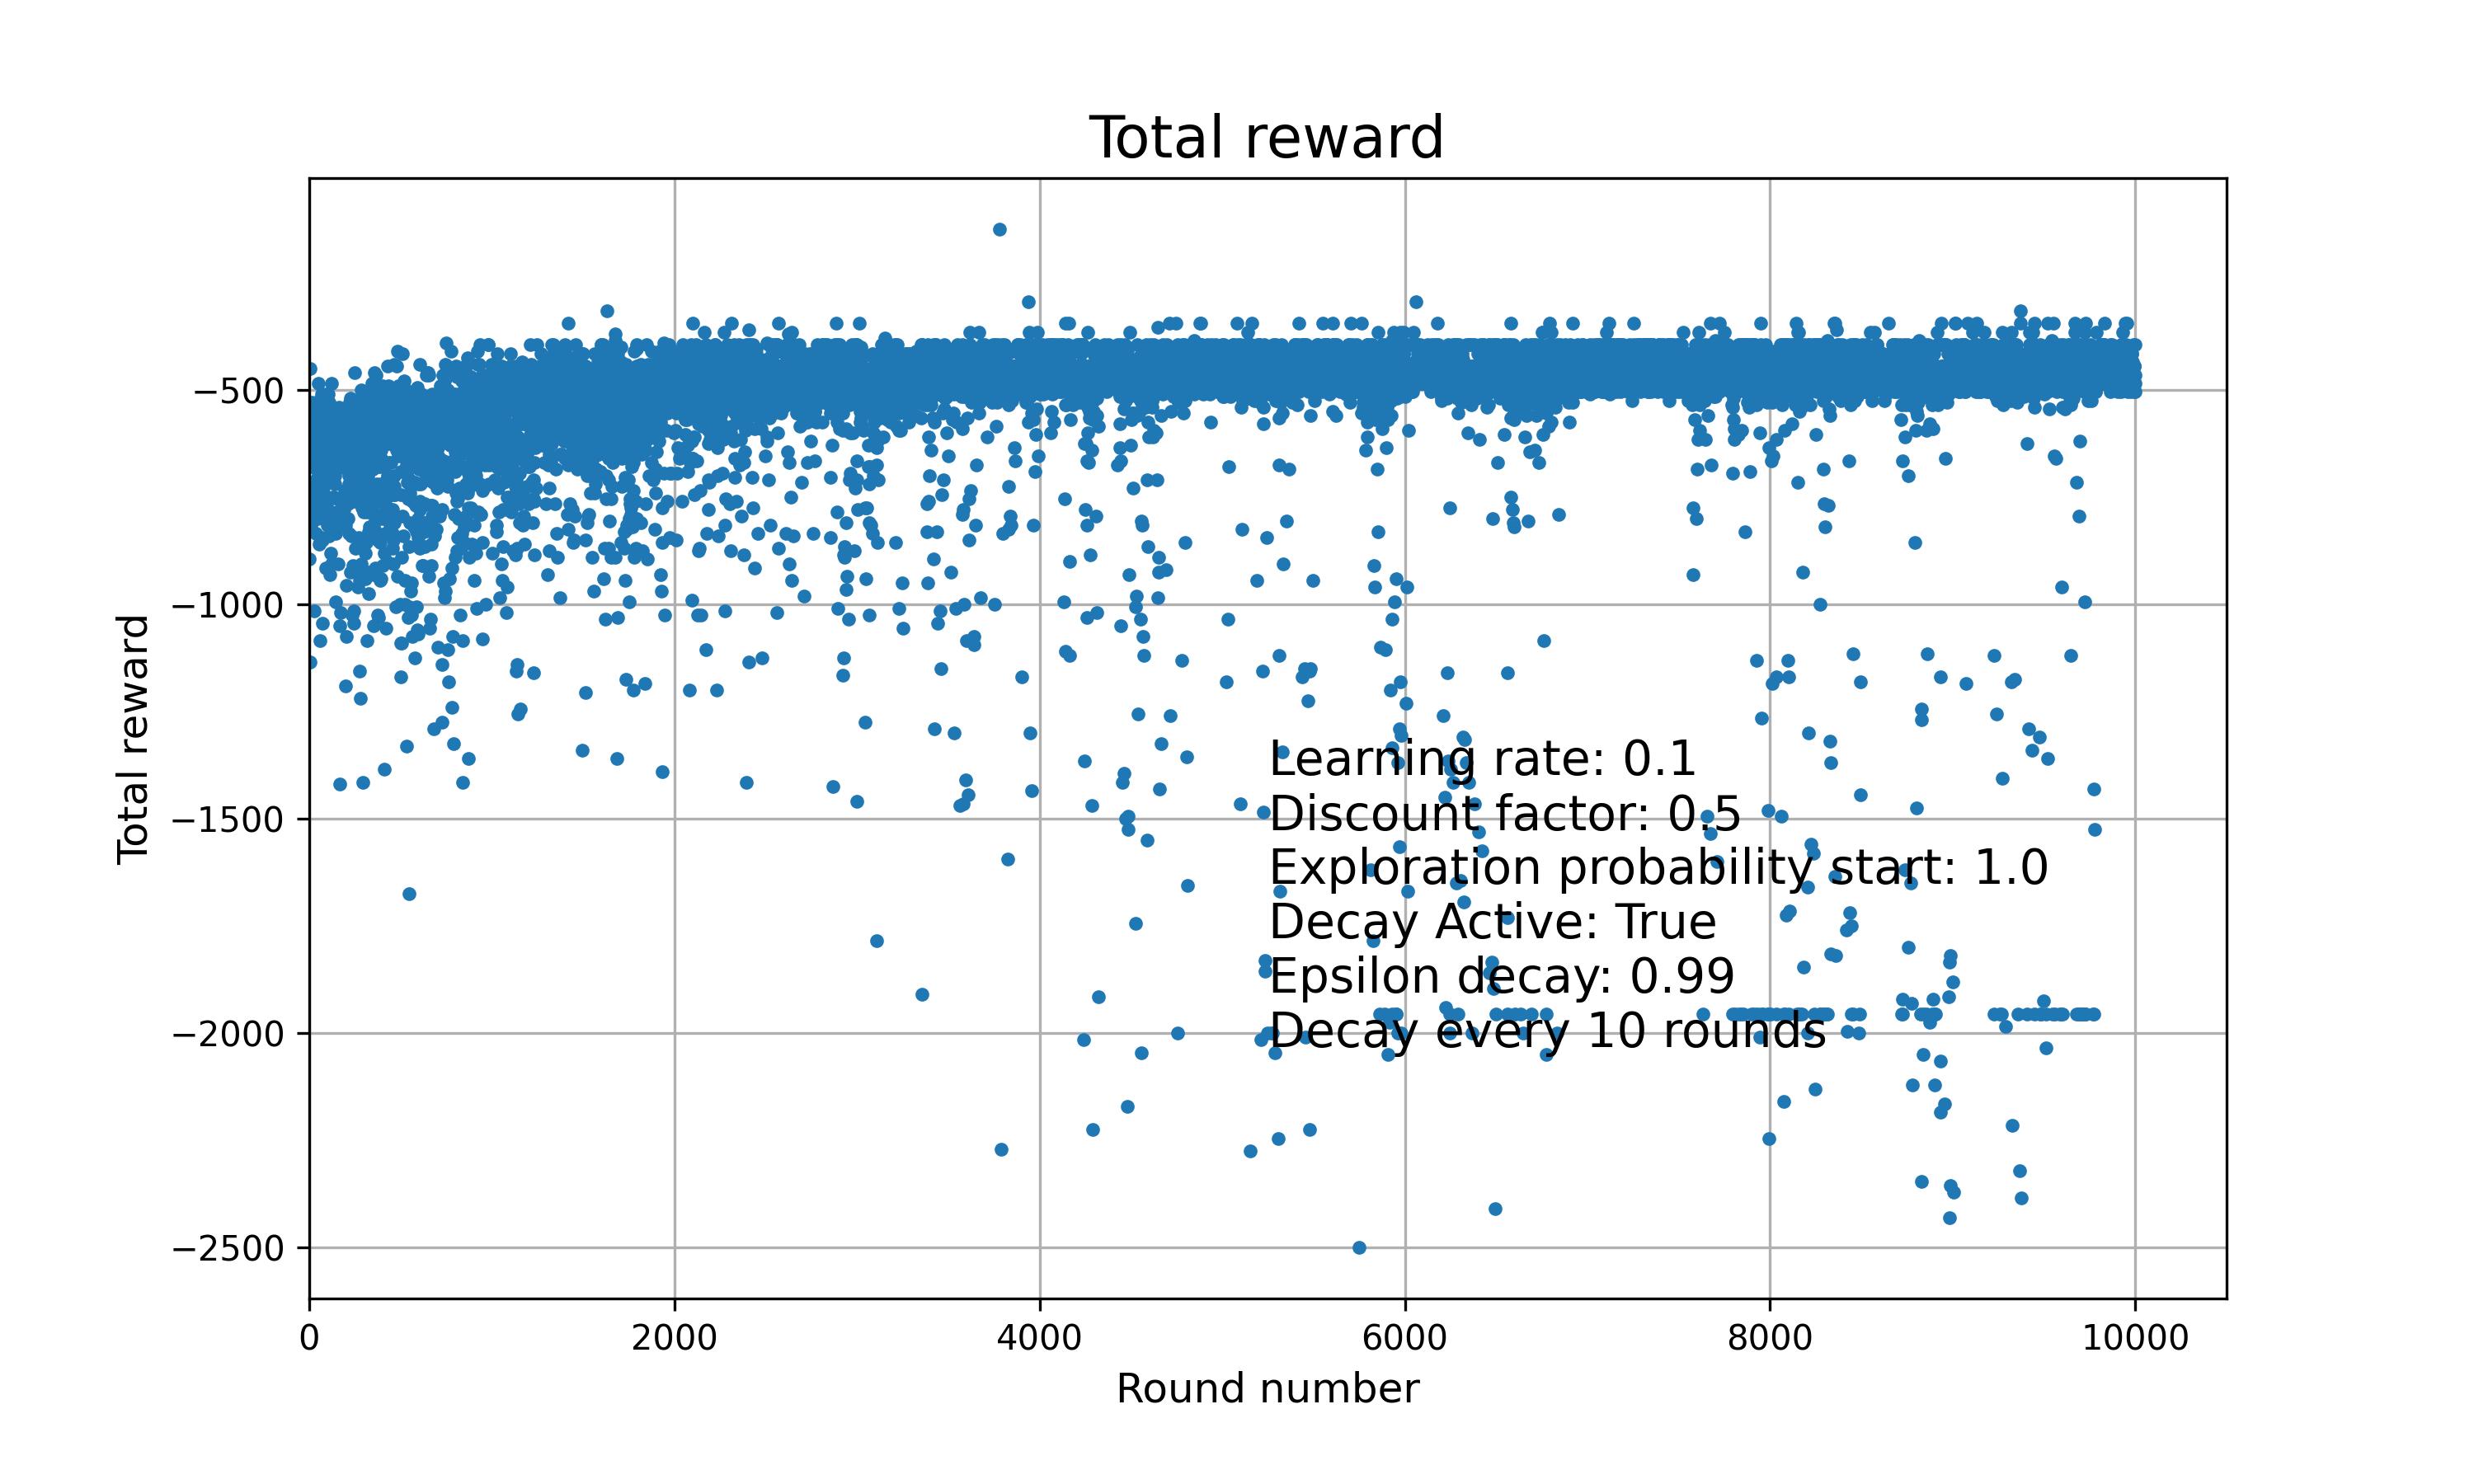 Total reward
Total reward
−500
−1000
−1500
−2000
−2500
Learning rate: 0.1
Discount factor: 0.5
Exploration probability start: 1.0
Decay Active: True
Epsilon decay: 0.99
Decay every 10 rounds
0 2000 4000 6000 8000 10000
Round number